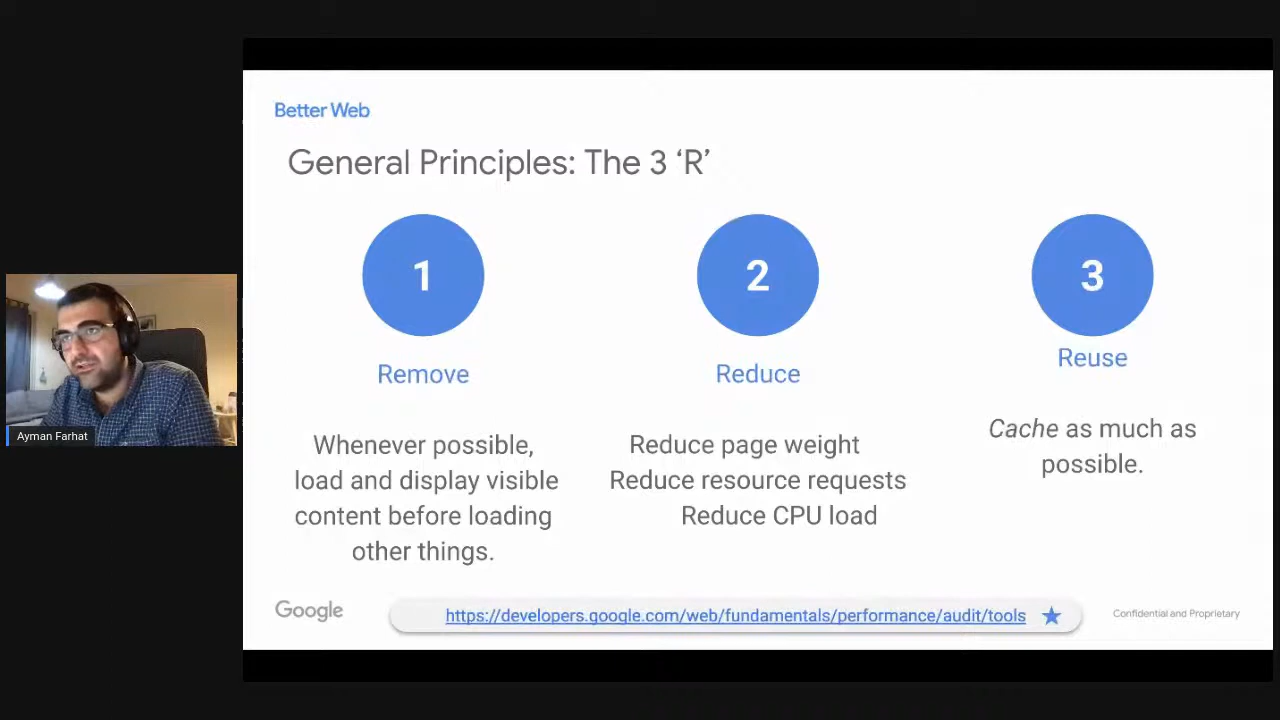 Better Web
General Principles: The 3 ‘R’
1
Remove
Whenever possible,
load and display visible
content before loading
other things.
2
Reduce
Reduce page weight
Reduce resource requests
Reduce CPU load
3
Reuse
Cache as much as
possible.
Ayman Farhat
Google
https://developers.google.com/web/fundamentals/performance/audit/tools
Confidential and Proprietary